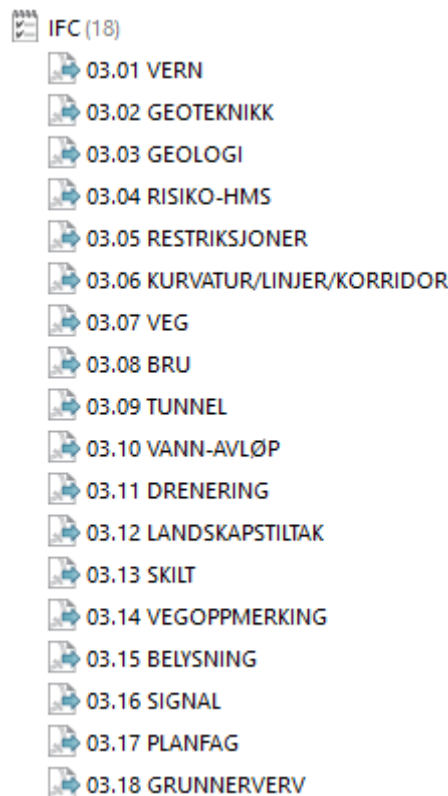 IFC (18)
03.01 VERN
03.02 GEOTEKNIKK
03.03 GEOLOGI
03.04 RISIKO-HMS
03.05 RESTRIKSJONER
03.06 KURVATUR/LINJER/KORRIDOR
03.07 VEG
03.08 BRU
03.09 TUNNEL
03.10 VANN-AVLØP
03.11 DRENERING
03.12 LANDSKAPSTILTAK
03.13 SKILT
03.14 VEGOPPMERKING
03.15 BELYSNING
03.16 SIGNAL
03.17 PLANFAG
03.18 GRUNNERVERV